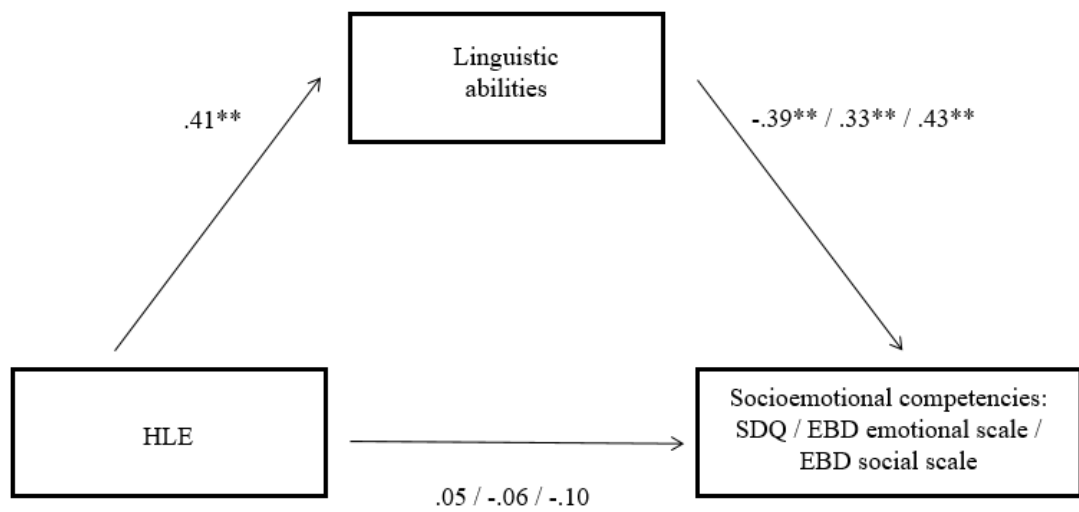 Linguistic
abilities
.41**
-.39** / .33** / .43**
HLE
Socioemotional competencies:
SDQ / EBD emotional scale /
EBD social scale
.05 / -.06 / -.10